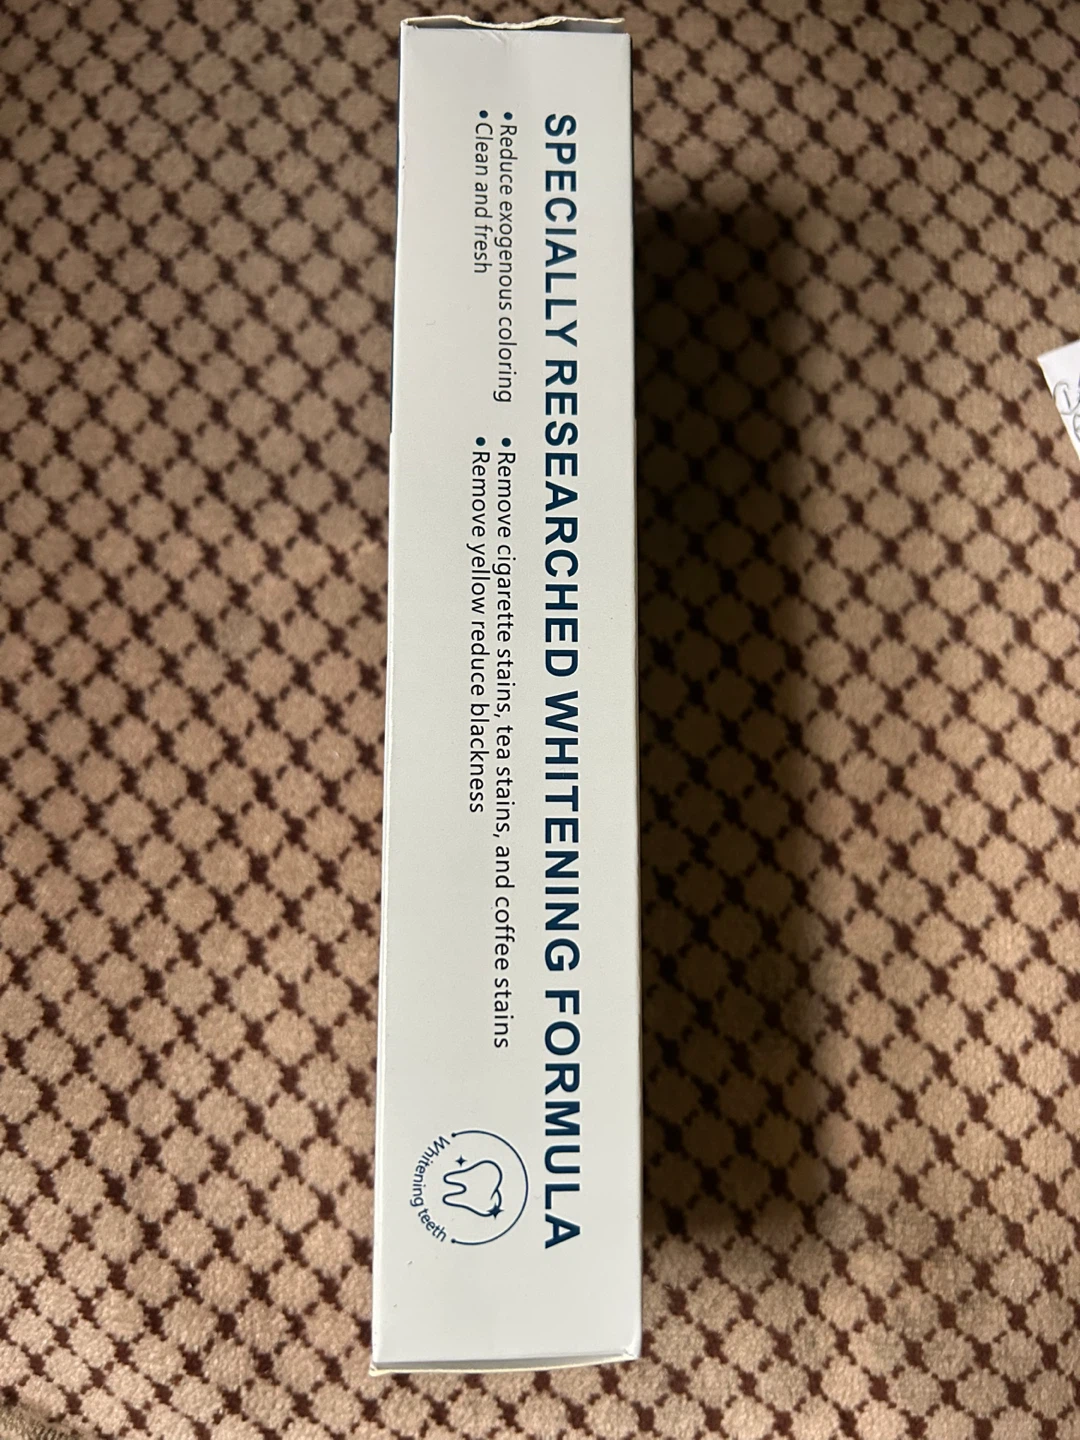 SPECIALLY RESEARCHED WHITENING FORMULA
•Reduce exogenous coloring
•Clean and fresh
•Remove cigarette stains, tea stains, and coffee stains
•Remove yellow reduce blackness
Whitening teeth